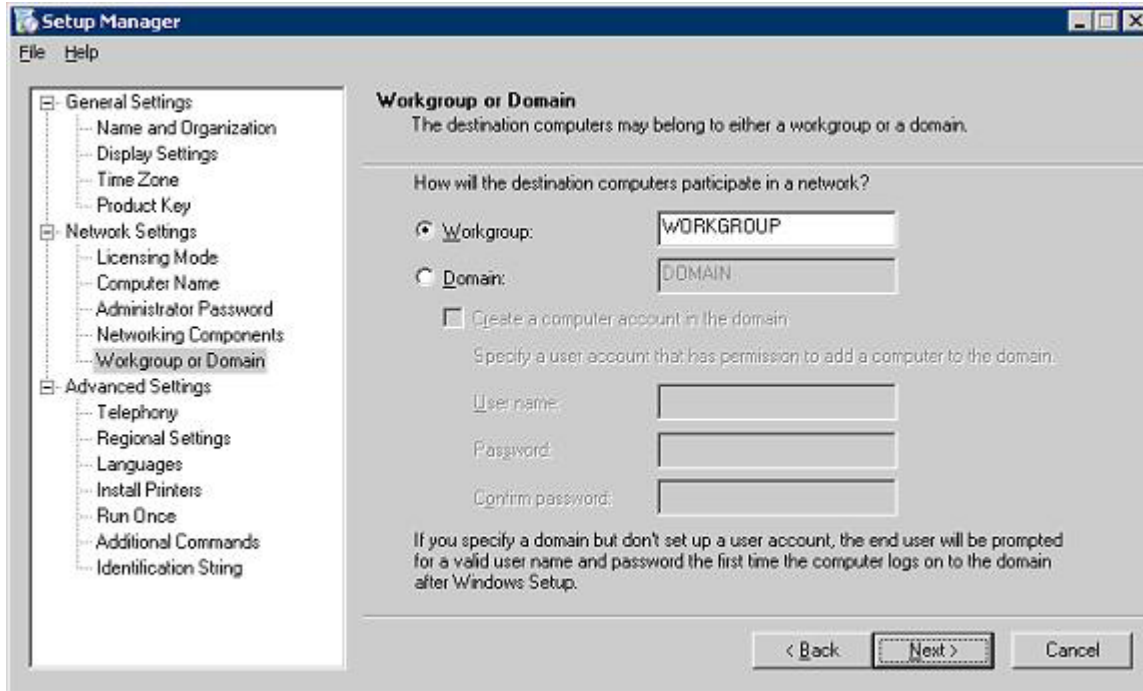 Setup Manager
File Help
General Settings
Name and Organization
Display Settings
Time Zone
Product Key
Network Settings
Licensing Mode
Computer Name
Administrator Password
Networking Components
Workgroup or Domain
Advanced Settings
Telephony
Regional Settings
Languages
Install Printers
Run Once
Additional Commands
Identification String
Workgroup or Domain
The destination computers may belong to either a workgroup or a domain.
How will the destination computers participate in a network?
Workgroup: WORKGROUP
Domain: DOMAIN
Create a computer account in the domain
Specify a user account that has permission to add a computer to the domain.
User name:
Password:
Confirm password:
If you specify a domain but don't set up a user account, the end user will be prompted
for a valid user name and password the first time the computer logs on to the domain
after Windows Setup.
< Back Next > Cancel